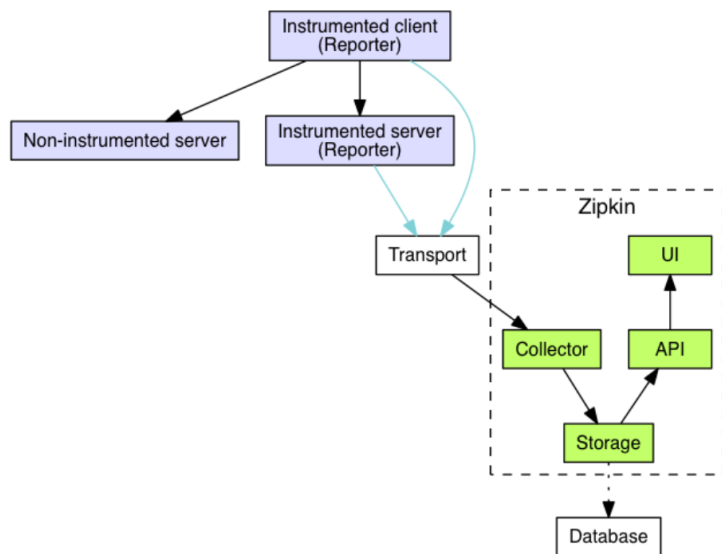 Instrumented client
(Reporter)
Non-instrumented server
Instrumented server
(Reporter)
Zipkin
Transport
UI
Collector
API
Storage
Database